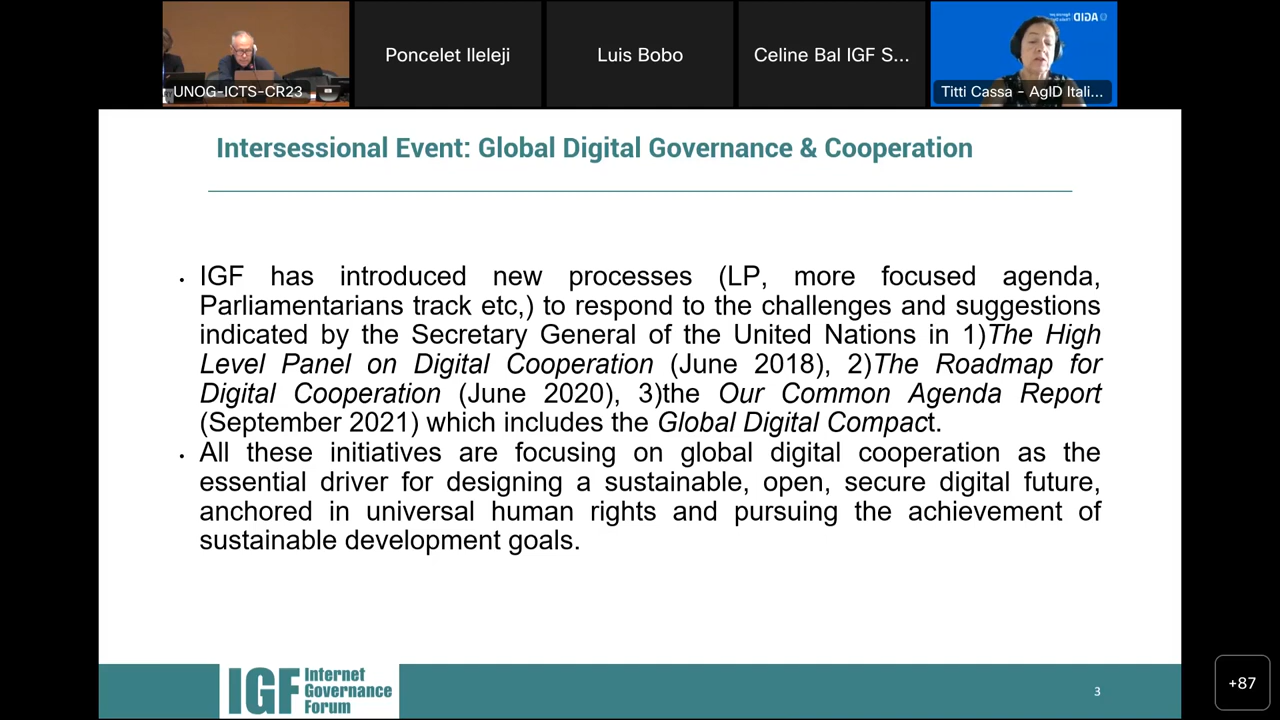 UNOG-ICTS-CR23
Poncelet Ileleji
Luis Bobo
Celine Bal IGF S...
AGID
Titti Cassa - AgID Itali...
Intersessional Event: Global Digital Governance & Cooperation
• IGF has introduced new processes (LP, more focused agenda,
Parliamentarians track etc,) to respond to the challenges and suggestions
indicated by the Secretary General of the United Nations in 1)The High
Level Panel on Digital Cooperation (June 2018), 2)The Roadmap for
Digital Cooperation (June 2020), 3)the Our Common Agenda Report
(September 2021) which includes the Global Digital Compact.
• All these initiatives are focusing on global digital cooperation as the
essential driver for designing a sustainable, open, secure digital future,
anchored in universal human rights and pursuing the achievement of
sustainable development goals.
IGF Internet
Governance
Forum
3
+87